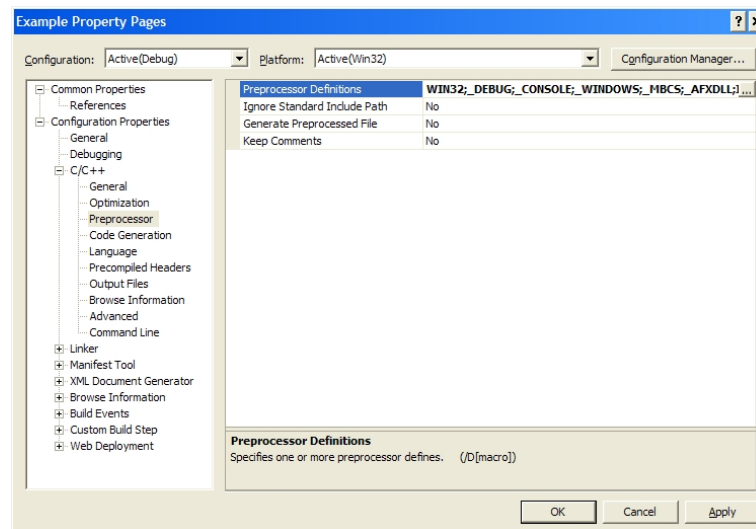 Example Property Pages
?
Configuration: Active(Debug) Platform: Active(Win32) Configuration Manager...
Common Properties
References
Configuration Properties
General
Debugging
C/C++
General
Optimization
Preprocessor
Code Generation
Language
Precompiled Headers
Output Files
Browse Information
Advanced
Command Line
Linker
Manifest Tool
XML Document Generator
Browse Information
Build Events
Custom Build Step
Web Deployment
Preprocessor Definitions WIN32;_DEBUG;_CONSOLE;_WINDOWS;_MBCS;_AFXDLL; ...
Ignore Standard Include Path No
Generate Preprocessed File No
Keep Comments No
Preprocessor Definitions
Specifies one or more preprocessor defines. (/D[macro])
OK Cancel Apply